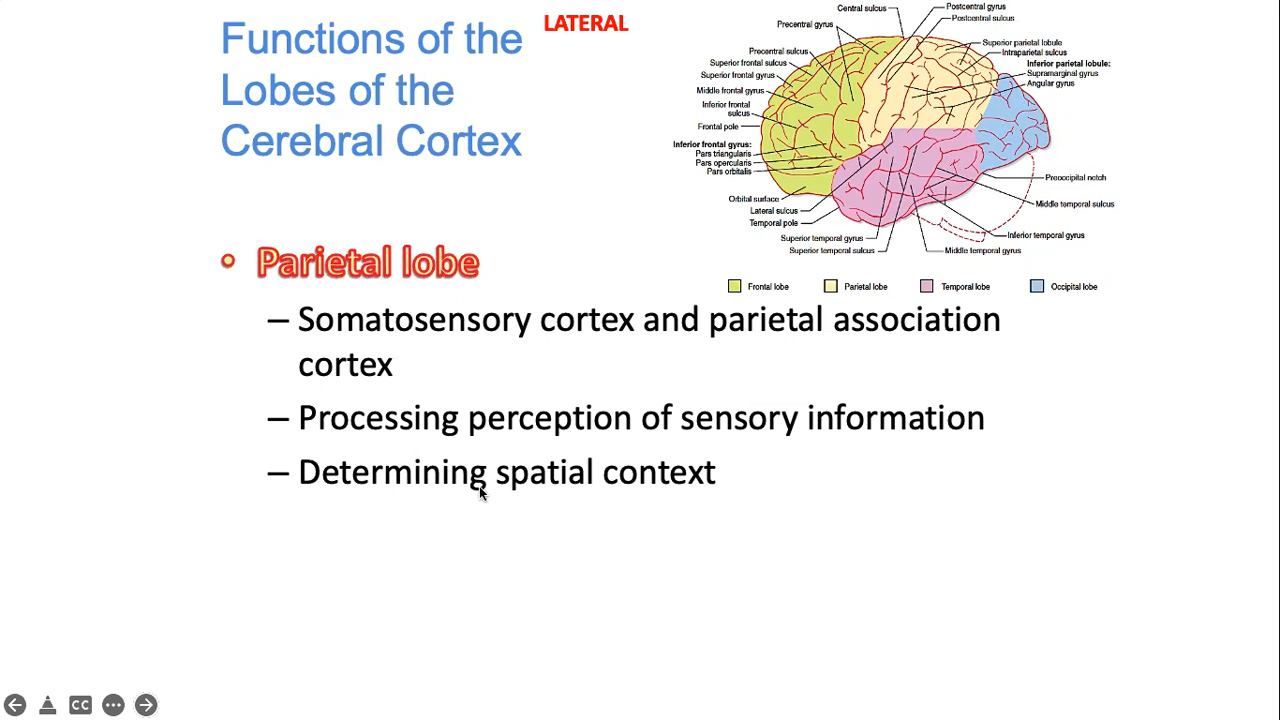 Functions of the
Lobes of the
Cerebral Cortex
LATERAL
Central sulcus
Postcentral gyrus
Postcentral sulcus
Precentral gyrus
Precentral sulcus
Superior frontal sulcus
Superior frontal gyrus
Middle frontal gyrus
Inferior frontal
sulcus
Frontal pole
Inferior frontal gyrus:
Pars triangularis
Pars opercularis
Pars orbitalis
Orbital surface
Lateral sulcus
Temporal pole
Superior temporal gyrus
Superior temporal sulcus
Superior parietal lobule
Intraparietal sulcus
Inferior parietal lobule:
Supramarginal gyrus
Angular gyrus
Preoccipital notch
Middle temporal sulcus
Inferior temporal gyrus
Middle temporal gyrus
Frontal lobe
Parietal lobe
Temporal lobe
Occipital lobe
• Parietal lobe
– Somatosensory cortex and parietal association
cortex
– Processing perception of sensory information
– Determining spatial context
CC